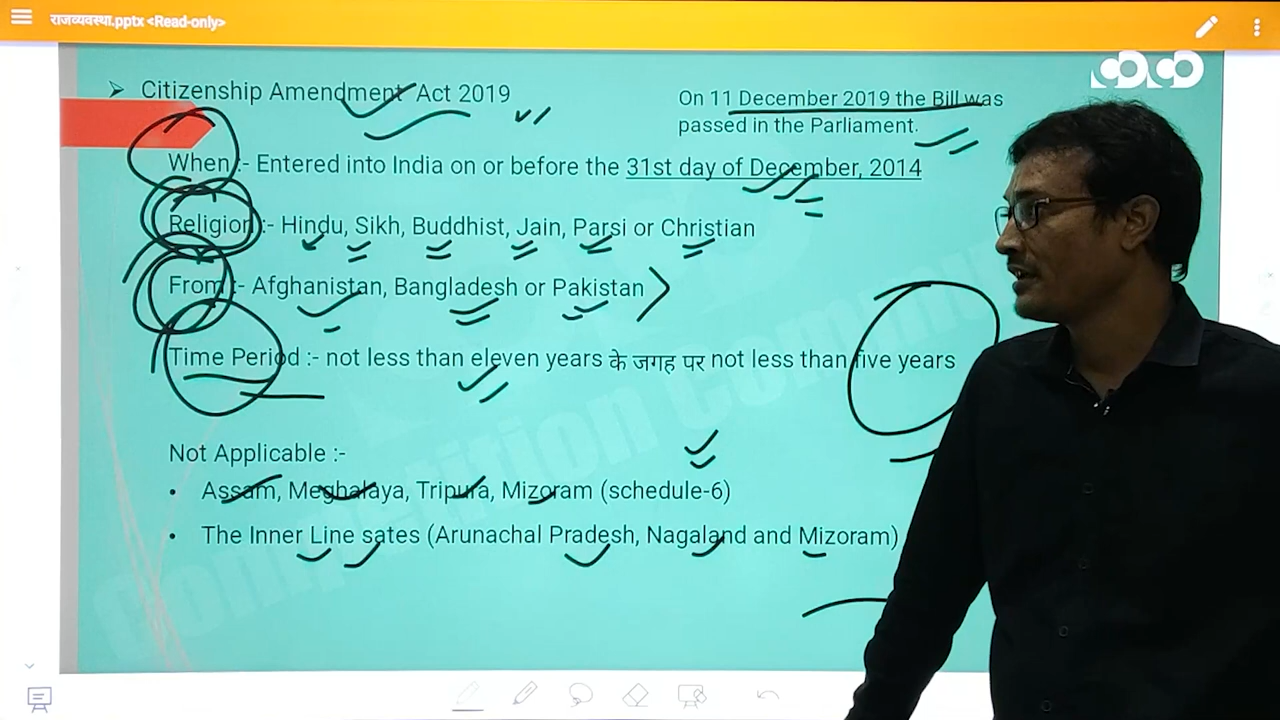 राजव्यवस्था.pptx <Read-only>
COCO
➤ Citizenship Amendment Act 2019
On 11 December 2019 the Bill was
passed in the Parliament.
When :- Entered into India on or before the 31st day of December, 2014
Religion :- Hindu, Sikh, Buddhist, Jain, Parsi or Christian
From :- Afghanistan, Bangladesh or Pakistan
Time Period :- not less than eleven years के जगह पर not less than five years
Not Applicable :-
• Assam, Meghalaya, Tripura, Mizoram (schedule-6)
• The Inner Line sates (Arunachal Pradesh, Nagaland and Mizoram)
Competition Commun